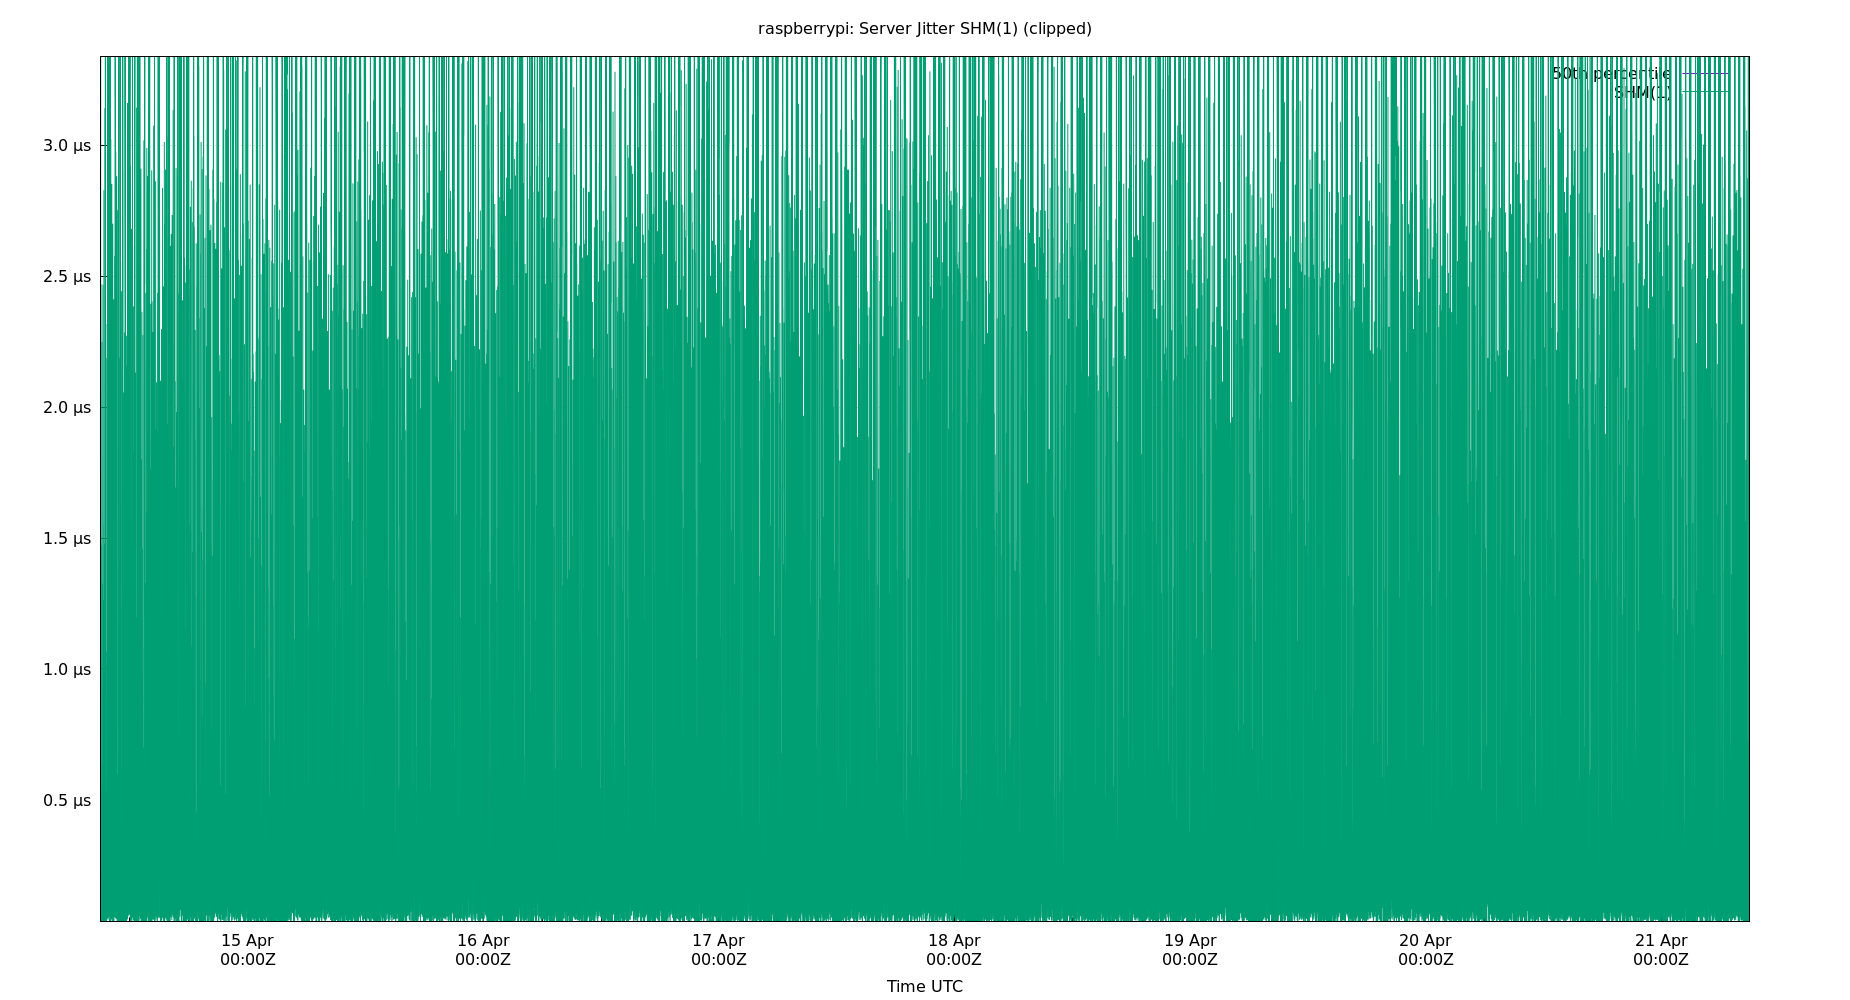 raspberrypi: Server Jitter SHM(1) (clipped)
50th percentile
SHM(1)
3.0 µs
2.5 µs
2.0 µs
1.5 µs
1.0 µs
0.5 µs
15 Apr 16 Apr 17 Apr 18 Apr 19 Apr 20 Apr 21 Apr
00:00Z 00:00Z 00:00Z 00:00Z 00:00Z 00:00Z 00:00Z
Time UTC